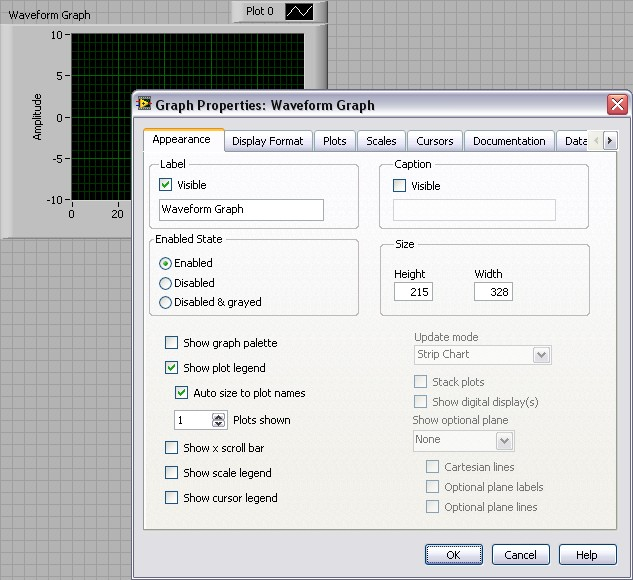 Waveform Graph
Plot 0
10
5
0
-5
-10
Amplitude
0
20
Graph Properties: Waveform Graph
Appearance
Display Format
Plots
Scales
Cursors
Documentation
Data
Label
Visible
Waveform Graph
Caption
Visible
Enabled State
Enabled
Disabled
Disabled & grayed
Size
Height
Width
215
328
Show graph palette
Show plot legend
Auto size to plot names
1
Plots shown
Show x scroll bar
Show scale legend
Show cursor legend
Update mode
Strip Chart
Stack plots
Show digital display(s)
Show optional plane
None
Cartesian lines
Optional plane labels
Optional plane lines
OK
Cancel
Help